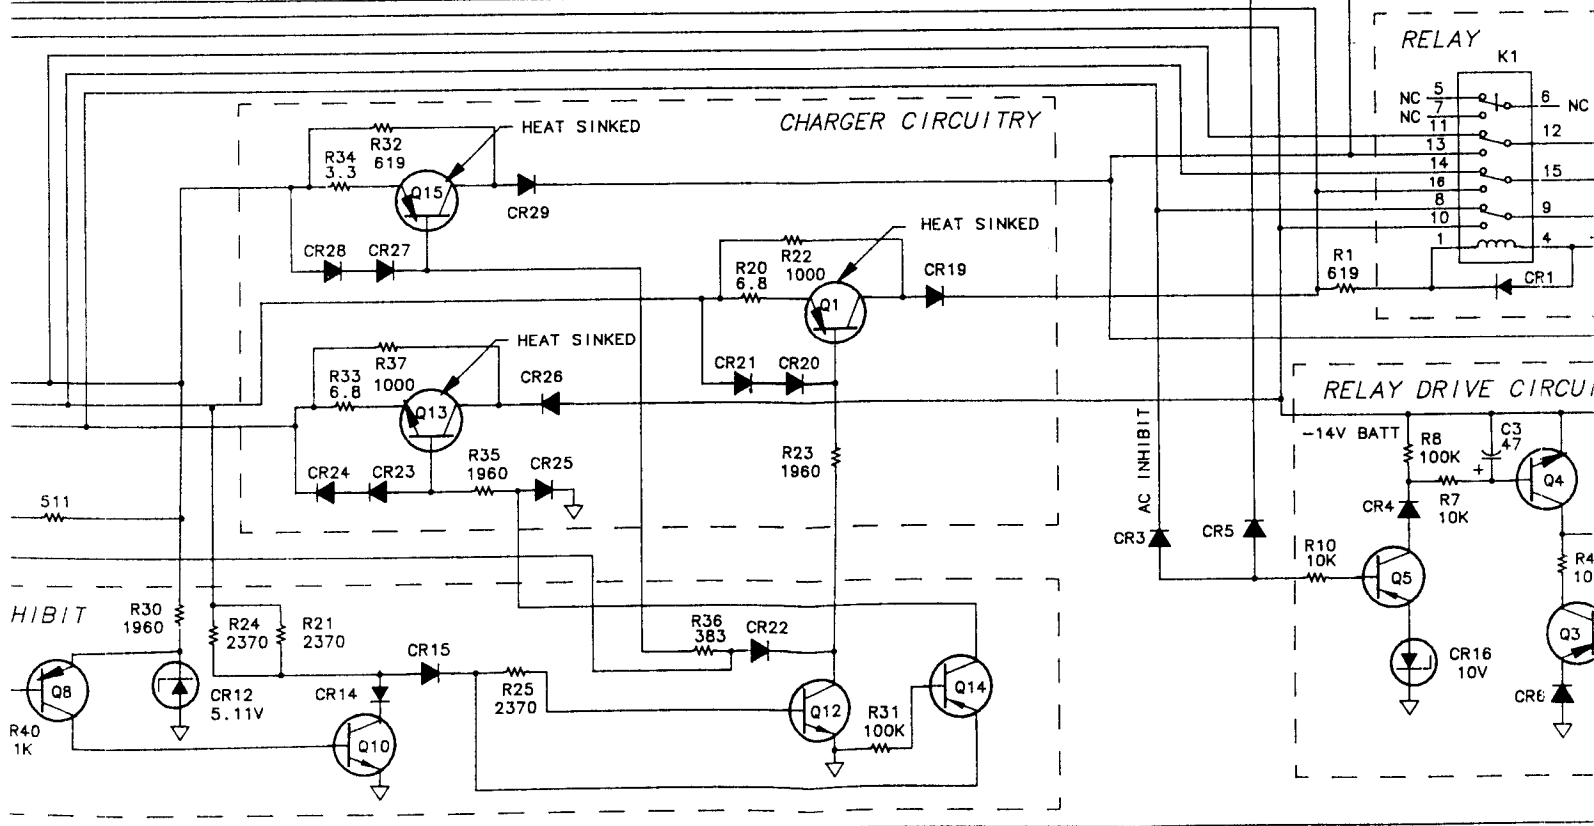 RELAY
K1
NC 5
6 NC
NC 7
11
12
13
14
15
16
8
9
10
1
4
R1
619
CR1
CHARGER CIRCUITRY
HEAT SINKED
R32
619
R34
3.3
Q15
CR29
CR28
CR27
HEAT SINKED
R22
1000
R20
6.8
Q1
CR19
CR21
CR20
HEAT SINKED
R37
1000
R33
6.8
Q13
CR26
R35
1960
CR25
CR24
CR23
R23
1960
AC INHIBIT
CR3
CR5
511
RELAY DRIVE CIRCUI
-14V BATT
R8
100K
C3
47
+
Q4
R7
10K
CR4
R10
10K
Q5
R4
10
Q3
CR16
10V
CR6
HIBIT
R30
1960
R24
2370
R21
2370
Q8
CR12
5.11V
R40
1K
CR14
CR15
Q10
R25
2370
R36
383
CR22
Q12
R31
100K
Q14